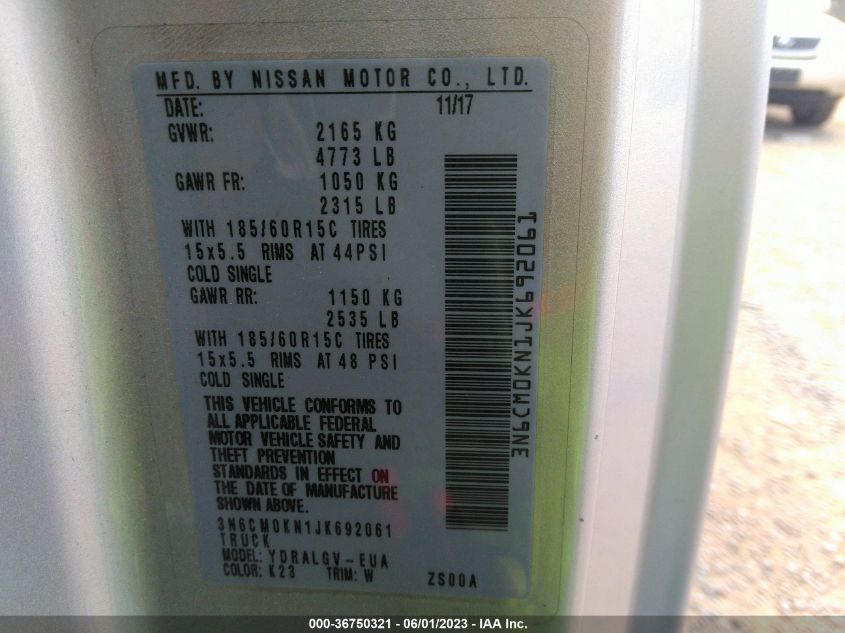 MFD. BY NISSAN MOTOR CO., LTD.
DATE: 11/17
GVWR: 2165 KG
4773 LB
GAWR FR: 1050 KG
2315 LB
WITH 185/60R15C TIRES
15x5.5 RIMS AT 44PSI
COLD SINGLE
GAWR RR: 1150 KG
2535 LB
WITH 185/60R15C TIRES
15x5.5 RIMS AT 48 PSI
COLD SINGLE
THIS VEHICLE CONFORMS TO
ALL APPLICABLE FEDERAL
MOTOR VEHICLE SAFETY AND
THEFT PREVENTION
STANDARDS IN EFFECT ON
THE DATE OF MANUFACTURE
SHOWN ABOVE.
3N6CM0KN1JK692061
TRUCK
MODEL: YDRALGV-EUA
COLOR: K23 TRIM: W ZS00A
3N6CM0KN1JK692061
000-36750321 - 06/01/2023 - IAA Inc.